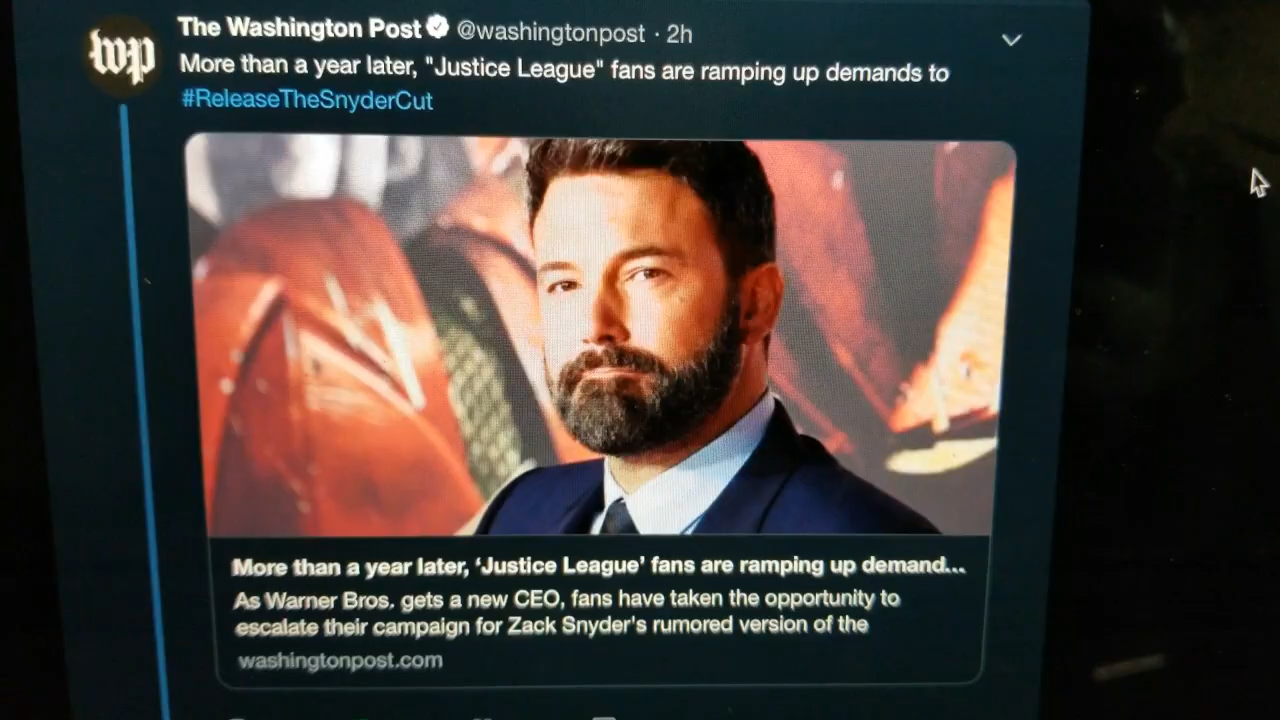 The Washington Post @washingtonpost · 2h
More than a year later, "Justice League" fans are ramping up demands to
#ReleaseTheSnyderCut
wp
More than a year later, ‘Justice League’ fans are ramping up demand...
As Warner Bros. gets a new CEO, fans have taken the opportunity to
escalate their campaign for Zack Snyder's rumored version of the
washingtonpost.com